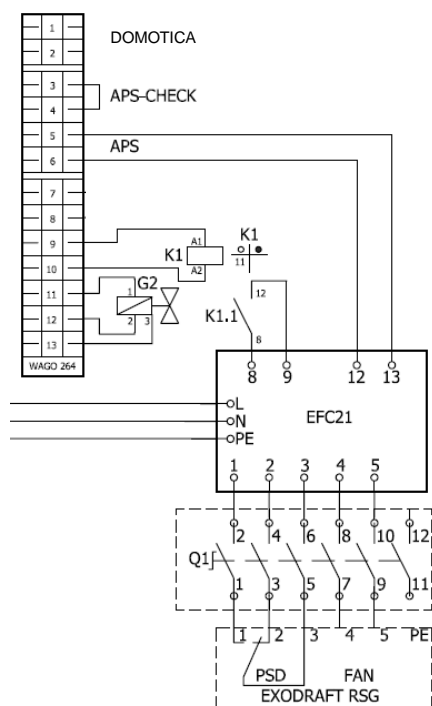 1
DOMOTICA
2
3
APS-CHECK
4
5
APS
6
7
8
9
A1
K1
K1
11
10
A2
11
1
G2
12
12
2
3
K1.1
13
8
WAGO 264
8
9
12
13
L
EFC21
N
PE
1
2
3
4
5
2
4
6
8
10
12
Q1
1
3
5
7
9
11
1
2
3
4
5
PE
PSD
FAN
EXODRAFT RSG